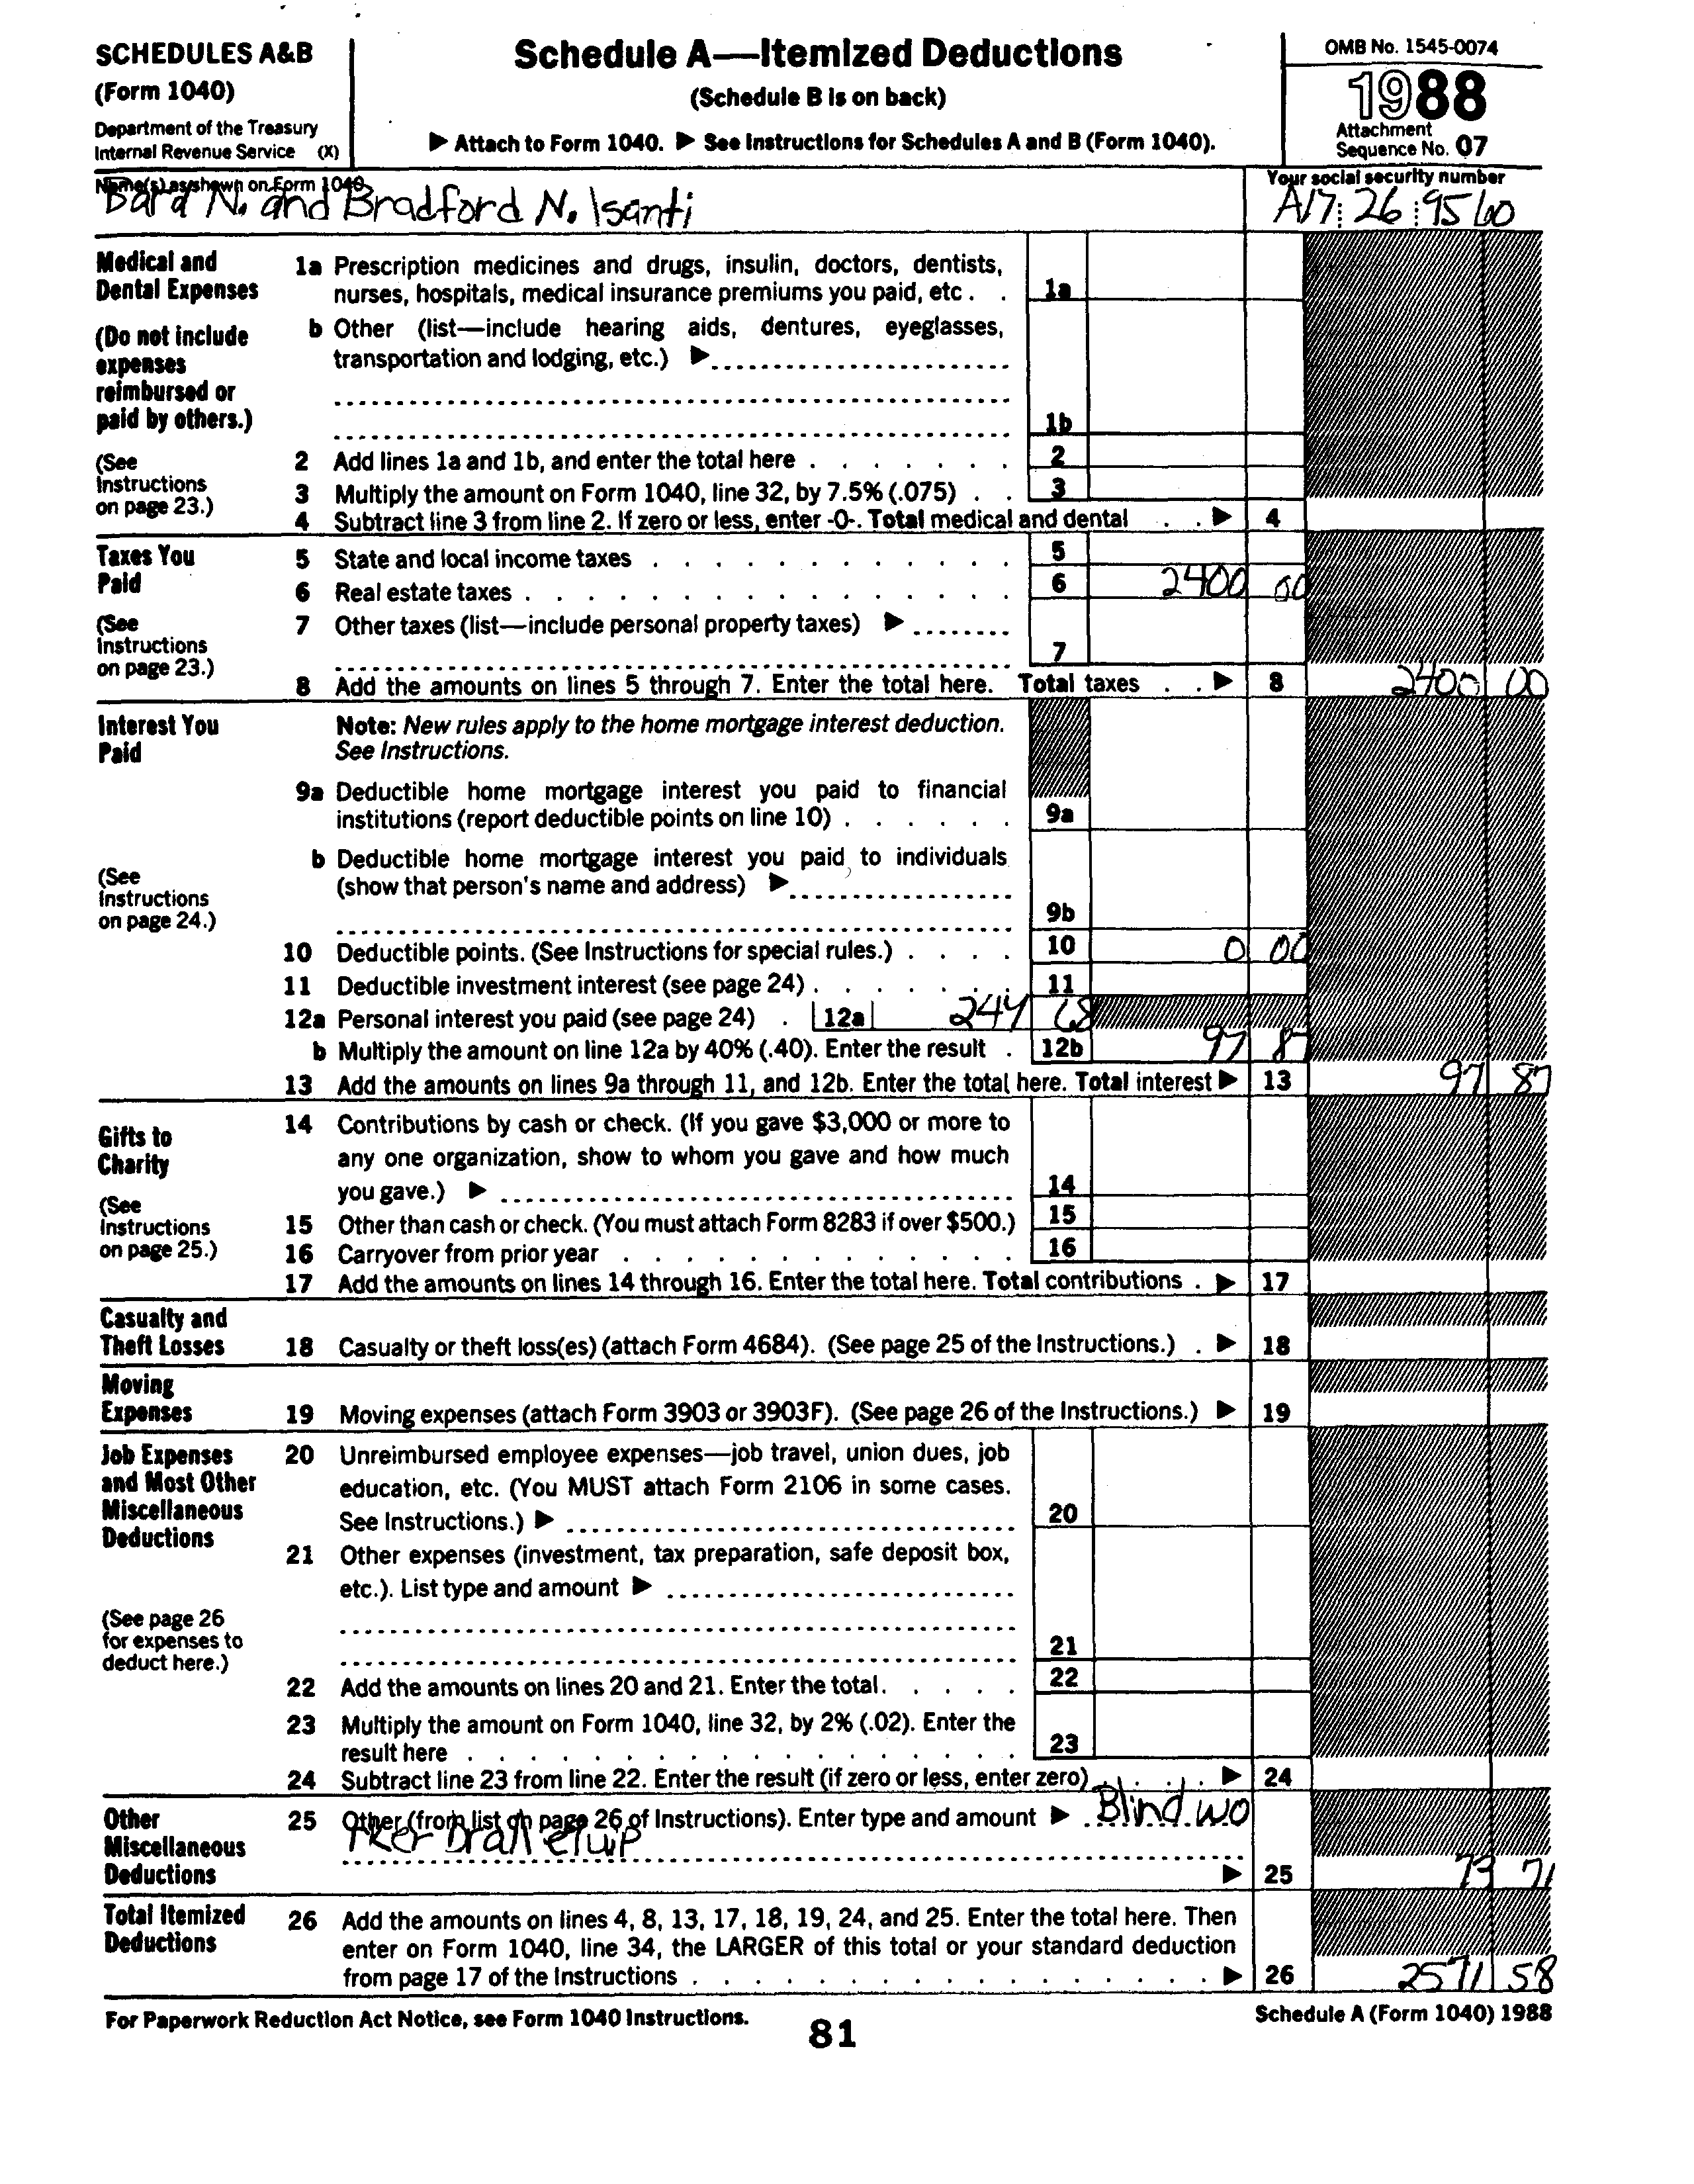 SCHEDULES A&B
(Form 1040)
Department of the Treasury
Internal Revenue Service (X)
Schedule A—Itemized Deductions
(Schedule B is on back)
▶ Attach to Form 1040. ▶ See Instructions for Schedules A and B (Form 1040).
OMB No. 1545-0074
1988
Attachment
Sequence No. 07
Name(s) as shown on Form 1040
Dara N. and Bradford N. Isanti
Your social security number
A17 26 9560
Medical and
Dental Expenses
(Do not include
expenses
reimbursed or
paid by others.)
(See
Instructions
on page 23.)
1a Prescription medicines and drugs, insulin, doctors, dentists,
nurses, hospitals, medical insurance premiums you paid, etc . . 1a
b Other (list—include hearing aids, dentures, eyeglasses,
transportation and lodging, etc.) ▶
1b
2 Add lines 1a and 1b, and enter the total here . . . . . . . 2
3 Multiply the amount on Form 1040, line 32, by 7.5% (.075) . . 3
4 Subtract line 3 from line 2. If zero or less, enter -0-. Total medical and dental . . ▶ 4
Taxes You
Paid
(See
Instructions
on page 23.)
5 State and local income taxes . . . . . . . . . . . . 5
6 Real estate taxes . . . . . . . . . . . . . . . . 6 2400 00
7 Other taxes (list—include personal property taxes) ▶
7
8 Add the amounts on lines 5 through 7. Enter the total here. Total taxes . . ▶ 8 2400 00
Interest You
Paid
(See
Instructions
on page 24.)
Note: New rules apply to the home mortgage interest deduction.
See Instructions.
9a Deductible home mortgage interest you paid to financial
institutions (report deductible points on line 10) . . . . . . 9a
b Deductible home mortgage interest you paid to individuals
(show that person's name and address) ▶
9b
10 Deductible points. (See Instructions for special rules.) . . . . 10 0 00
11 Deductible investment interest (see page 24) . . . . . . . 11
12a Personal interest you paid (see page 24) . 12a 244 68
b Multiply the amount on line 12a by 40% (.40). Enter the result . 12b 97 87
13 Add the amounts on lines 9a through 11, and 12b. Enter the total here. Total interest ▶ 13 97 87
Gifts to
Charity
(See
Instructions
on page 25.)
14 Contributions by cash or check. (If you gave $3,000 or more to
any one organization, show to whom you gave and how much
you gave.) ▶ 14
15 Other than cash or check. (You must attach Form 8283 if over $500.) 15
16 Carryover from prior year . . . . . . . . . . . . . 16
17 Add the amounts on lines 14 through 16. Enter the total here. Total contributions . ▶ 17
Casualty and
Theft Losses
18 Casualty or theft loss(es) (attach Form 4684). (See page 25 of the Instructions.) . ▶ 18
Moving
Expenses
19 Moving expenses (attach Form 3903 or 3903F). (See page 26 of the Instructions.) ▶ 19
Job Expenses
and Most Other
Miscellaneous
Deductions
(See page 26
for expenses to
deduct here.)
20 Unreimbursed employee expenses—job travel, union dues, job
education, etc. (You MUST attach Form 2106 in some cases.
See Instructions.) ▶ 20
21 Other expenses (investment, tax preparation, safe deposit box,
etc.). List type and amount ▶
21
22 Add the amounts on lines 20 and 21. Enter the total. . . . . 22
23 Multiply the amount on Form 1040, line 32, by 2% (.02). Enter the
result here . . . . . . . . . . . . . . . . . . 23
24 Subtract line 23 from line 22. Enter the result (if zero or less, enter zero) . . . . ▶ 24
Other
Miscellaneous
Deductions
25 Other (from list on page 26 of Instructions). Enter type and amount ▶ Blind wo
rker
▶ 25 73 71
Total Itemized
Deductions
26 Add the amounts on lines 4, 8, 13, 17, 18, 19, 24, and 25. Enter the total here. Then
enter on Form 1040, line 34, the LARGER of this total or your standard deduction
from page 17 of the Instructions . . . . . . . . . . . . . . . . . ▶ 26 2571 58
For Paperwork Reduction Act Notice, see Form 1040 Instructions.
Schedule A (Form 1040) 1988
81